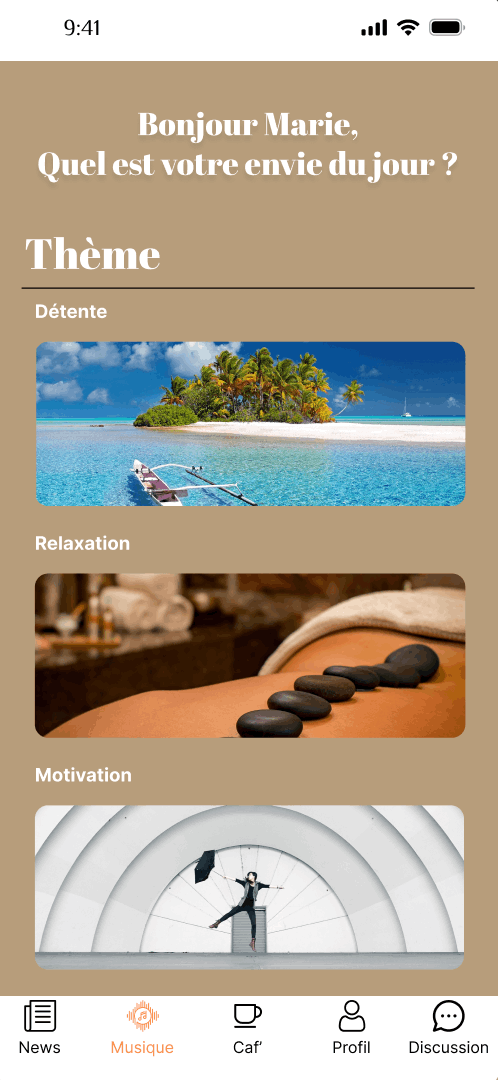 9:41
Bonjour Marie,
Quel est votre envie du jour ?
Thème
Détente
Relaxation
Motivation
News Musique Caf’ Profil Discussion